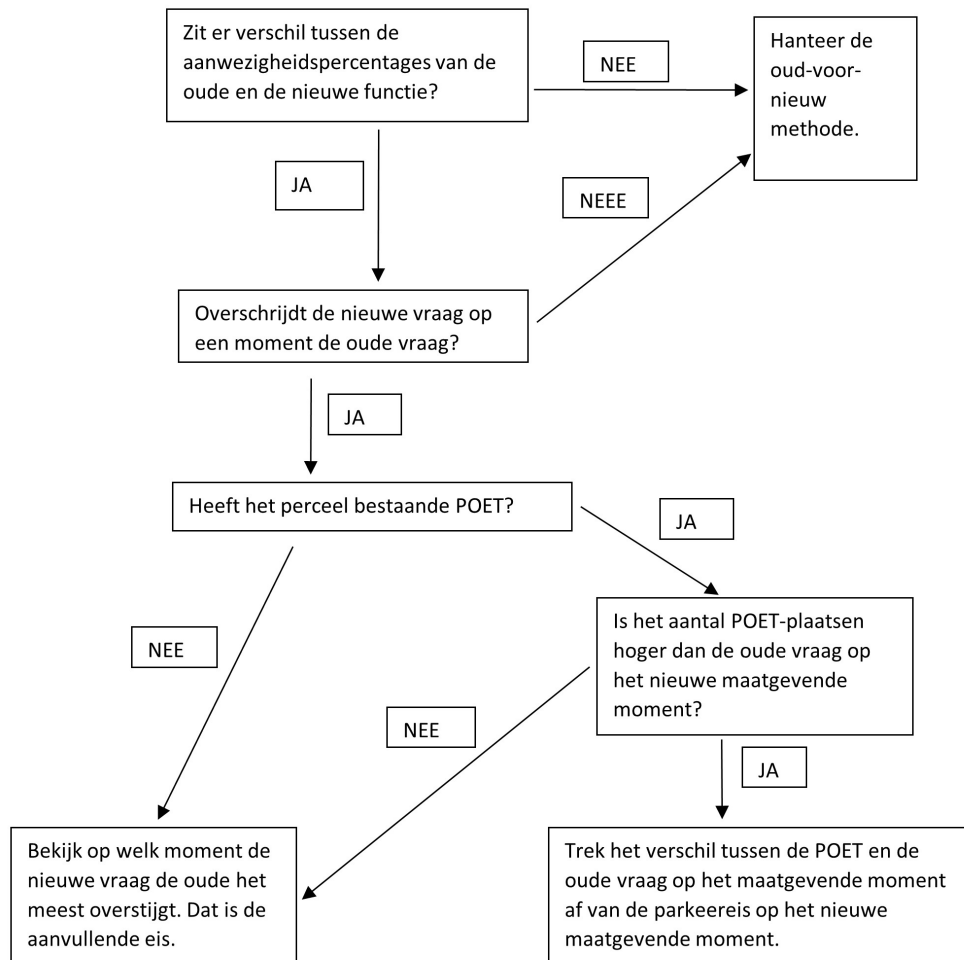 Zit er verschil tussen de
aanwezigheidspercentages van de
oude en de nieuwe functie?
NEE
Hanteer de
oud-voor-
nieuw
methode.
JA
NEEE
Overschrijdt de nieuwe vraag op
een moment de oude vraag?
JA
Heeft het perceel bestaande POET?
JA
NEE
Is het aantal POET-plaatsen
hoger dan de oude vraag op
het nieuwe maatgevende
moment?
NEE
JA
Bekijk op welk moment de
nieuwe vraag de oude het
meest overstijgt. Dat is de
aanvullende eis.
Trek het verschil tussen de POET en de
oude vraag op het maatgevende moment
af van de parkeereis op het nieuwe
maatgevende moment.